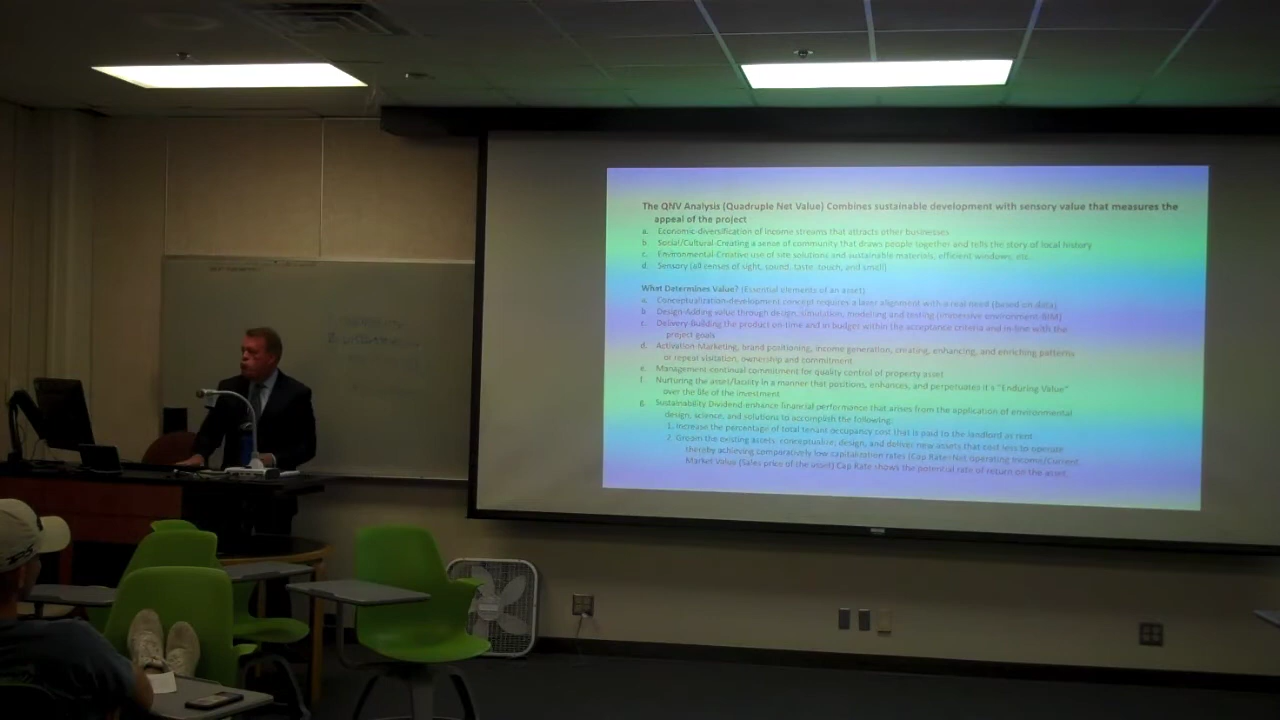 The QNV Analysis (Quadruple Net Value) Combines sustainable development with sensory value that measures the
appeal of the project
a. Economic-diversification of income streams that attracts other businesses
b. Social/Cultural-Creating a sense of community that draws people together and tells the story of local history
c. Environmental-Creative use of site solutions and sustainable materials, efficient windows, etc.
d. Sensory (all senses of sight, sound, taste, touch, and smell)
What Determines Value? (Essential elements of an asset)
a. Conceptualization-development concept requires a laser alignment with a real need (based on data)
b. Design-Adding value through design, simulation, modeling and testing (immersive environment-BIM)
c. Delivery-Building the product on-time and in budget within the acceptance criteria and in line with the
project goals
d. Activation-Marketing, brand positioning, income generation, creating, enhancing, and enriching patterns
or repeat visitation, ownership and commitment
e. Management-continual commitment for quality control of property asset
f. Nurturing the asset/facility in a manner that positions, enhances, and perpetuates it's "Enduring Value"
over the life of the investment
g. Sustainability Dividend-enhance financial performance that arises from the application of environmental
design, science, and solutions to accomplish the following:
1. Increase the percentage of total tenant occupancy cost that is paid to the landlord as rent
2. Green the existing assets, conceptualize, design, and deliver new assets that cost less to operate
thereby achieving comparatively low capitalization rates (Cap Rate=Net operating Income/Current
Market Value (Sales price of the asset) Cap Rate shows the potential rate of return on the asset